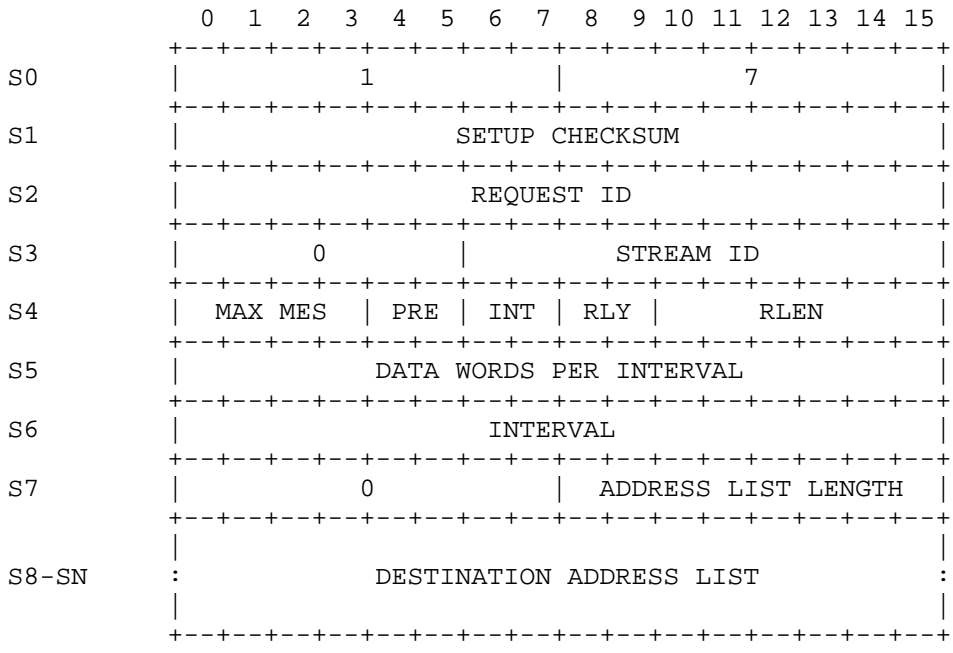 0 1 2 3 4 5 6 7 8 9 10 11 12 13 14 15
+--+--+--+--+--+--+--+--+--+--+--+--+--+--+--+--+
S0 | 1 | 7 |
+--+--+--+--+--+--+--+--+--+--+--+--+--+--+--+--+
S1 | SETUP CHECKSUM |
+--+--+--+--+--+--+--+--+--+--+--+--+--+--+--+--+
S2 | REQUEST ID |
+--+--+--+--+--+--+--+--+--+--+--+--+--+--+--+--+
S3 | 0 | STREAM ID |
+--+--+--+--+--+--+--+--+--+--+--+--+--+--+--+--+
S4 | MAX MES | PRE | INT | RLY | RLEN |
+--+--+--+--+--+--+--+--+--+--+--+--+--+--+--+--+
S5 | DATA WORDS PER INTERVAL |
+--+--+--+--+--+--+--+--+--+--+--+--+--+--+--+--+
S6 | INTERVAL |
+--+--+--+--+--+--+--+--+--+--+--+--+--+--+--+--+
S7 | 0 | ADDRESS LIST LENGTH |
+--+--+--+--+--+--+--+--+--+--+--+--+--+--+--+--+
| |
S8-SN : DESTINATION ADDRESS LIST :
| |
+--+--+--+--+--+--+--+--+--+--+--+--+--+--+--+--+